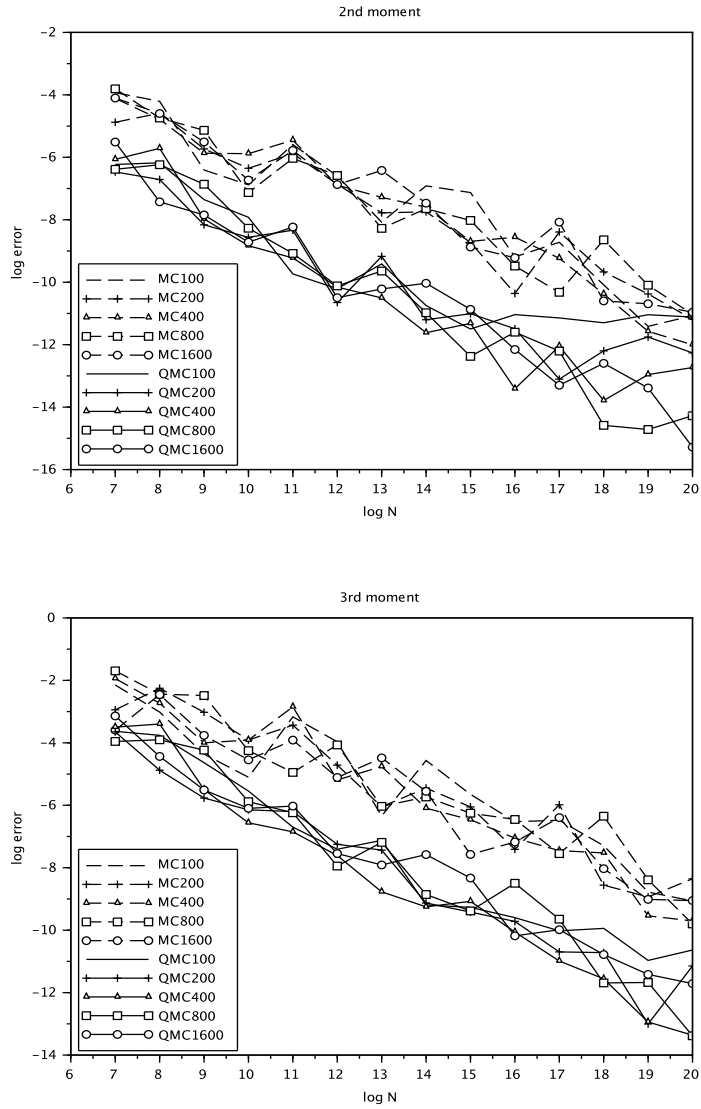 2nd moment
-2
-4
-6
-8
-10
-12
-14
-16
log error
MC100
MC200
MC400
MC800
MC1600
QMC100
QMC200
QMC400
QMC800
QMC1600
6 7 8 9 10 11 12 13 14 15 16 17 18 19 20
log N
3rd moment
0
-2
-4
-6
-8
-10
-12
-14
log error
MC100
MC200
MC400
MC800
MC1600
QMC100
QMC200
QMC400
QMC800
QMC1600
6 7 8 9 10 11 12 13 14 15 16 17 18 19 20
log N